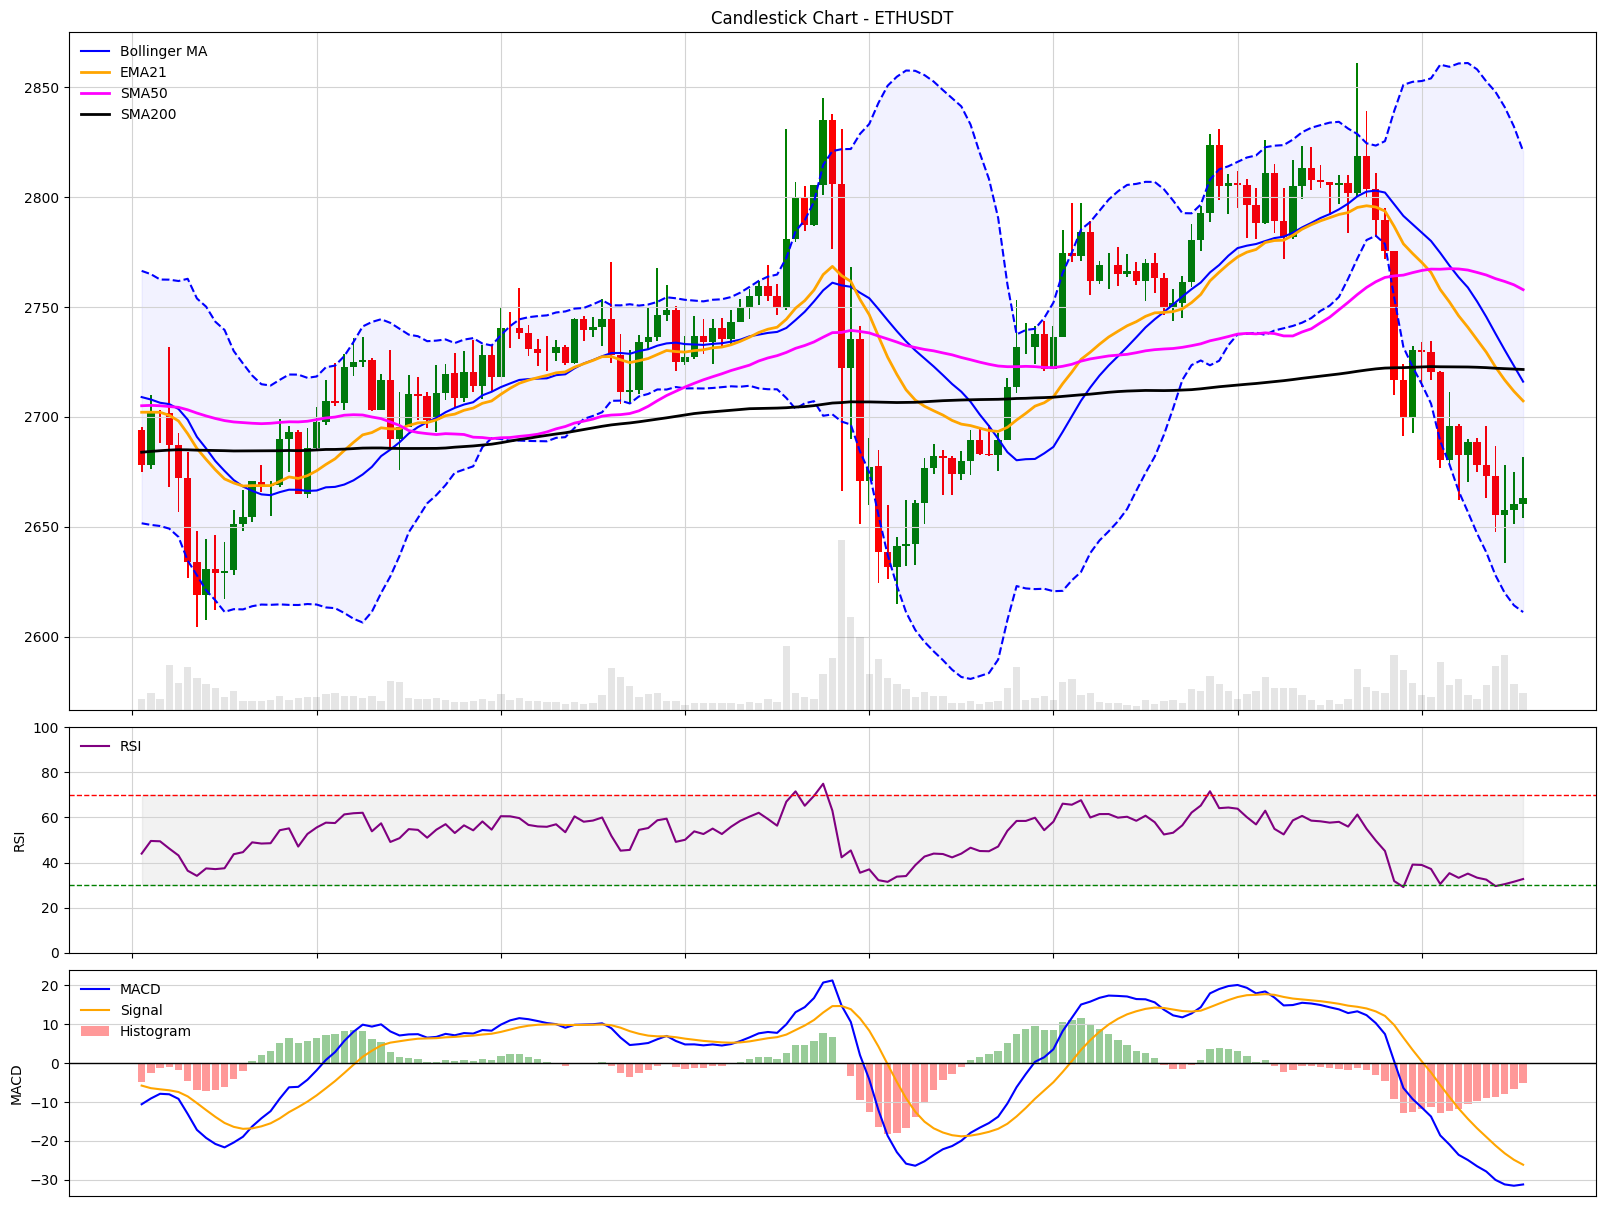 Candlestick Chart - ETHUSDT
Bollinger MA
EMA21
SMA50
SMA200
2850
2800
2750
2700
2650
2600
RSI
100
80
60
40
20
0
RSI
MACD
Signal
Histogram
20
10
0
−10
−20
−30
MACD